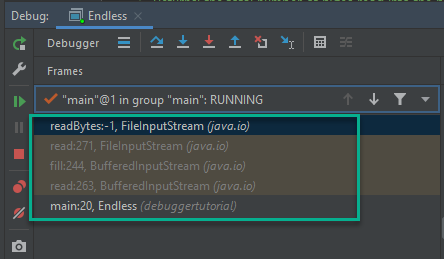 Debug: Endless ×
Debugger
Frames
"main"@1 in group "main": RUNNING
readBytes:-1, FileInputStream (java.io)
read:271, FileInputStream (java.io)
fill:244, BufferedInputStream (java.io)
read:263, BufferedInputStream (java.io)
main:20, Endless (debuggertutorial)